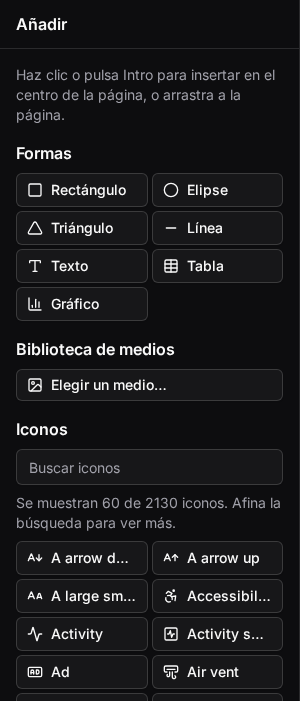 Añadir
Haz clic o pulsa Intro para insertar en el
centro de la página, o arrastra a la
página.
Formas
Rectángulo
Elipse
Triángulo
Línea
Texto
Tabla
Gráfico
Biblioteca de medios
Elegir un medio...
Iconos
Buscar iconos
Se muestran 60 de 2130 iconos. Afina la
búsqueda para ver más.
A arrow d...
A arrow up
A large sm...
Accessibil...
Activity
Activity s...
Ad
Air vent